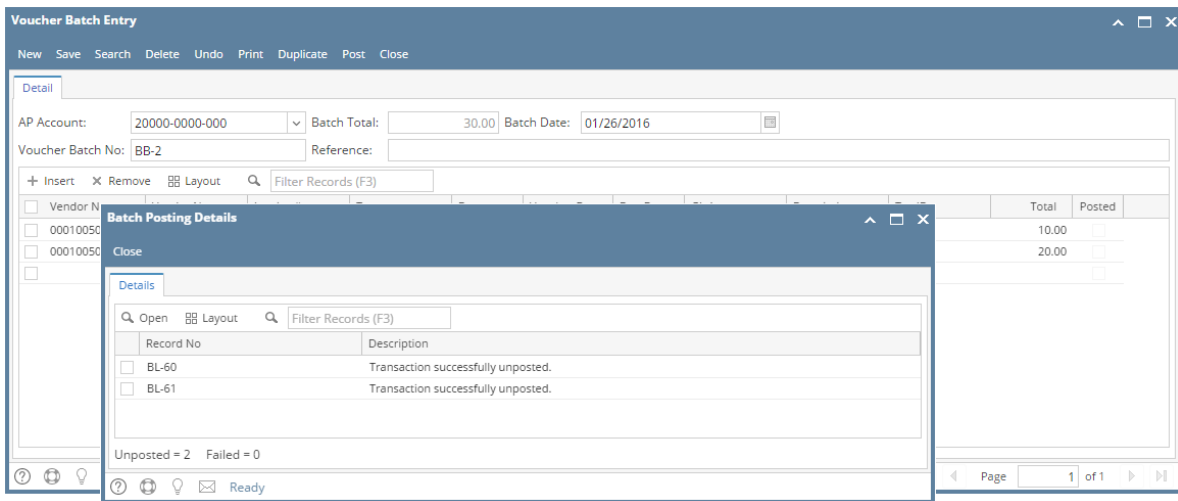 Voucher Batch Entry
New Save Search Delete Undo Print Duplicate Post Close
Detail
AP Account: 20000-0000-000 Batch Total: 30.00 Batch Date: 01/26/2016
Voucher Batch No: BB-2 Reference:
Insert Remove Layout Filter Records (F3)
Vendor Total Posted
00010050 10.00
00010050 20.00
Batch Posting Details
Close
Details
Open Layout Filter Records (F3)
Record No Description
BL-60 Transaction successfully unposted.
BL-61 Transaction successfully unposted.
Unposted = 2 Failed = 0
Ready
Page 1 of 1